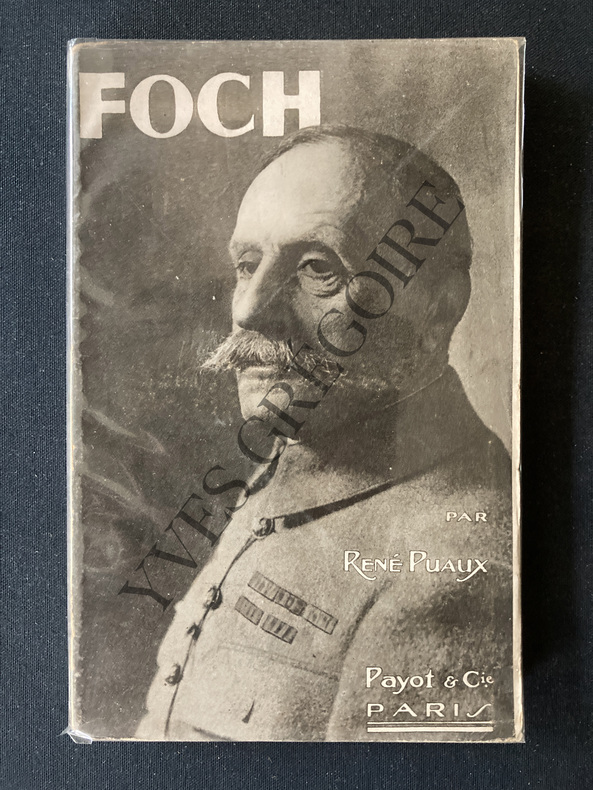 FOCH
YVES GREGOIRE
PAR
RENÉ PUAUX
Payot & Cie
PARIS